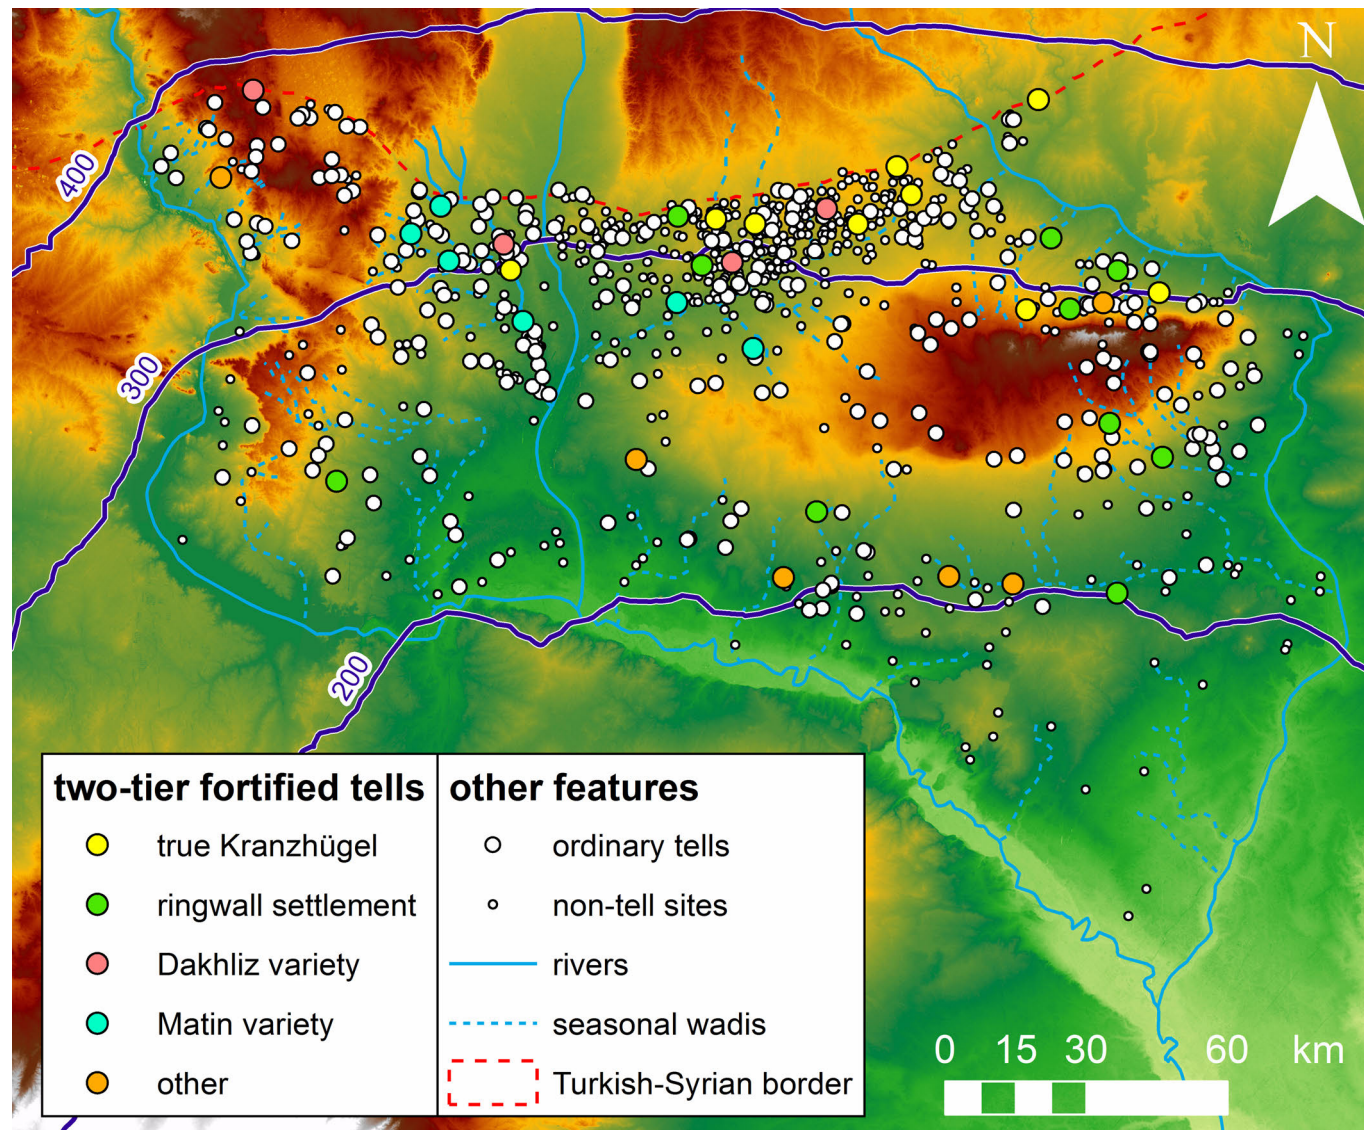 N
400
300
200
two-tier fortified tells
true Kranzhügel
ringwall settlement
Dakhliz variety
Matin variety
other
other features
ordinary tells
non-tell sites
rivers
seasonal wadis
Turkish-Syrian border
0 15 30 60 km